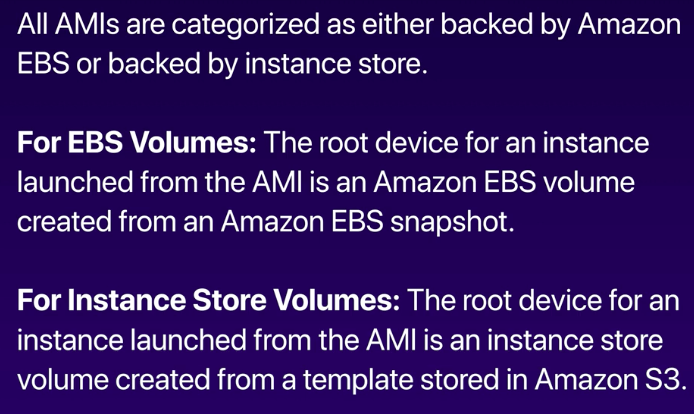 All AMIs are categorized as either backed by Amazon
EBS or backed by instance store.
For EBS Volumes: The root device for an instance
launched from the AMI is an Amazon EBS volume
created from an Amazon EBS snapshot.
For Instance Store Volumes: The root device for an
instance launched from the AMI is an instance store
volume created from a template stored in Amazon S3.